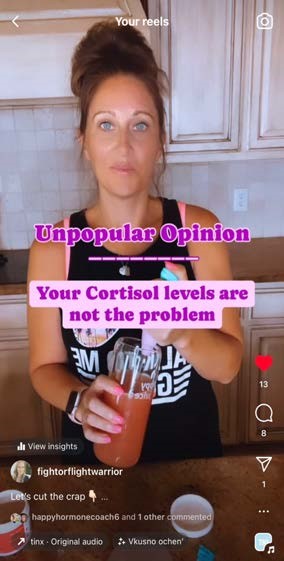 Your reels
Unpopular Opinion
Your Cortisol levels are
not the problem
13
8
1
View insights
fightorflightwarrior
Let's cut the crap 👇🏻 ...
happyhormonecoach6 and 1 other commented
tinx · Original audio
Vkusno ochen'